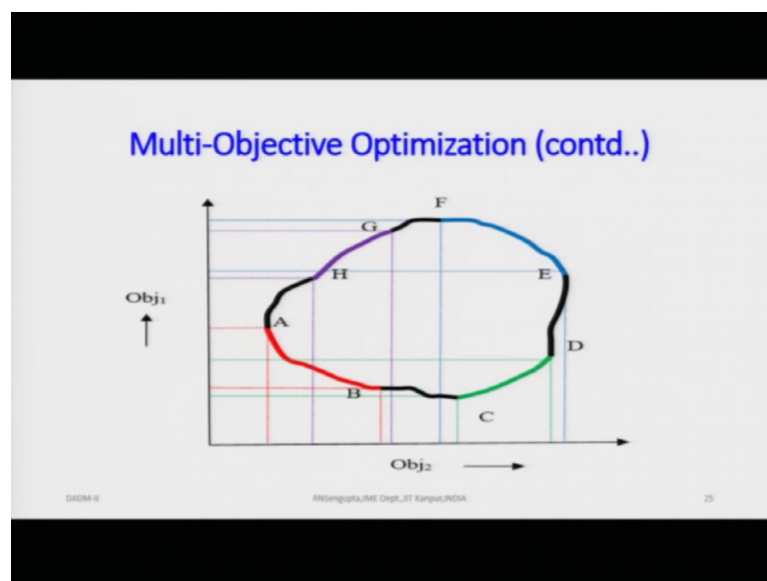 Multi-Objective Optimization (contd..)
F
G
H
E
Obj₁
A
D
B
C
Obj₂
DADM-II
RNSengupta,IME Dept.,IIT Kanpur,INDIA
25